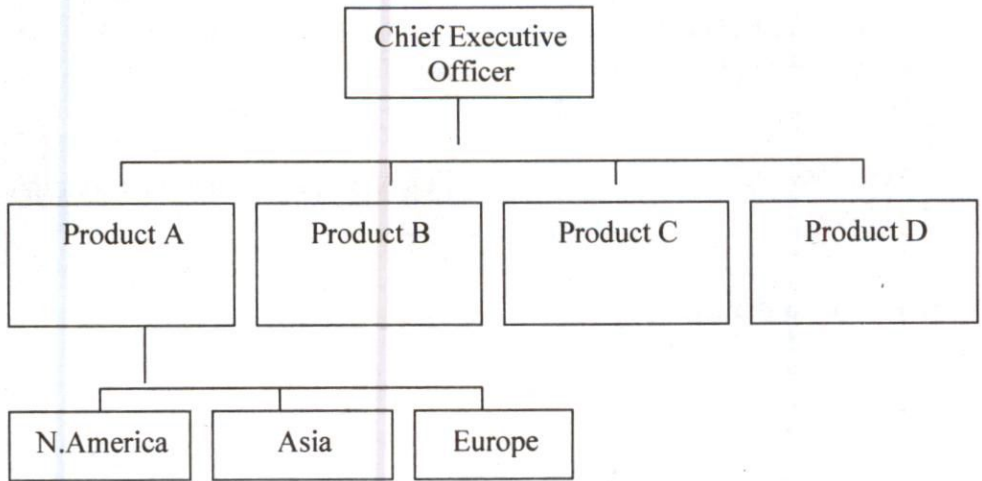 Chief Executive
Officer
Product A
Product B
Product C
Product D
N.America
Asia
Europe